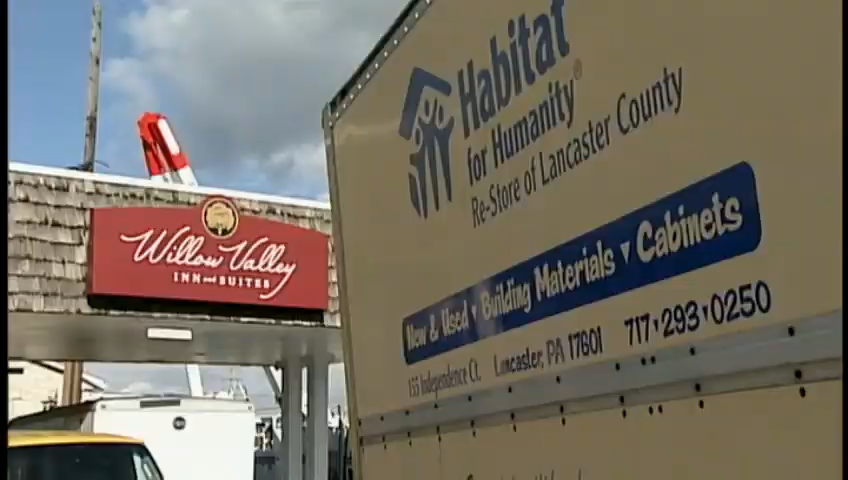 Willow Valley
INN and SUITES
Habitat
for Humanity®
Re-Store of Lancaster County
New & Used ▾ Building Materials ▾ Cabinets
155 Independence Ct. Lancaster, PA 17601 717▾293▾0250